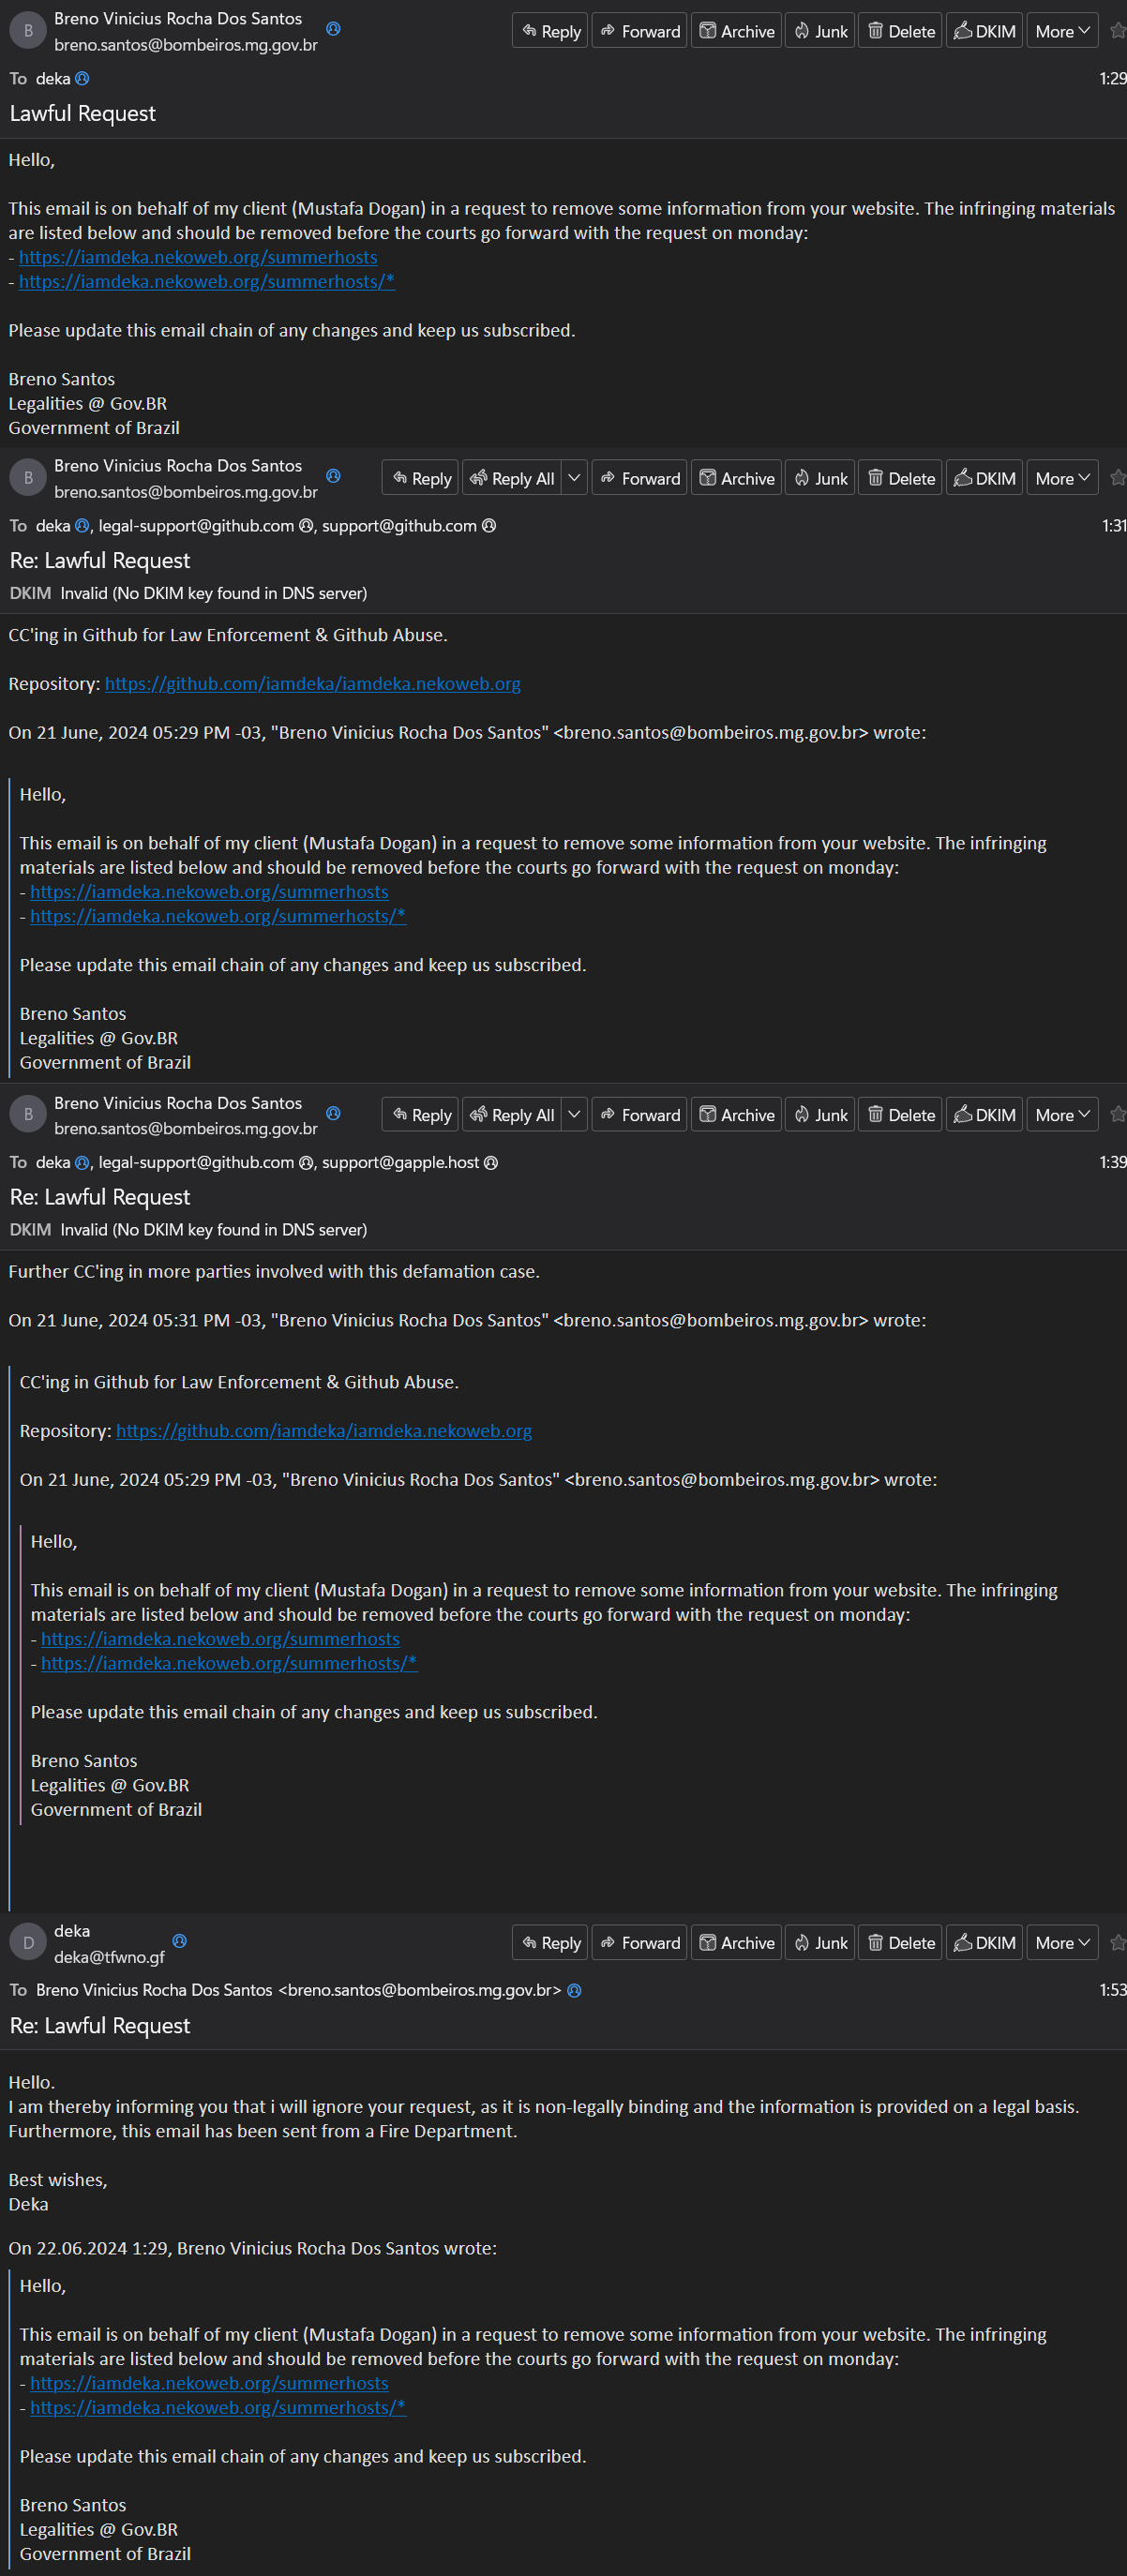 B
Breno Vinicius Rocha Dos Santos
breno.santos@bombeiros.mg.gov.br
Reply Forward Archive Junk Delete DKIM More
To deka 1:29
Lawful Request
Hello,
This email is on behalf of my client (Mustafa Dogan) in a request to remove some information from your website. The infringing materials
are listed below and should be removed before the courts go forward with the request on monday:
- https://iamdeka.nekoweb.org/summerhosts
- https://iamdeka.nekoweb.org/summerhosts/*
Please update this email chain of any changes and keep us subscribed.
Breno Santos
Legalities @ Gov.BR
Government of Brazil
B
Breno Vinicius Rocha Dos Santos
breno.santos@bombeiros.mg.gov.br
Reply Reply All Forward Archive Junk Delete DKIM More
To deka, legal-support@github.com, support@github.com 1:31
Re: Lawful Request
DKIM Invalid (No DKIM key found in DNS server)
CC'ing in Github for Law Enforcement & Github Abuse.
Repository: https://github.com/iamdeka/iamdeka.nekoweb.org
On 21 June, 2024 05:29 PM -03, "Breno Vinicius Rocha Dos Santos" <breno.santos@bombeiros.mg.gov.br> wrote:
Hello,
This email is on behalf of my client (Mustafa Dogan) in a request to remove some information from your website. The infringing
materials are listed below and should be removed before the courts go forward with the request on monday:
- https://iamdeka.nekoweb.org/summerhosts
- https://iamdeka.nekoweb.org/summerhosts/*
Please update this email chain of any changes and keep us subscribed.
Breno Santos
Legalities @ Gov.BR
Government of Brazil
B
Breno Vinicius Rocha Dos Santos
breno.santos@bombeiros.mg.gov.br
Reply Reply All Forward Archive Junk Delete DKIM More
To deka, legal-support@github.com, support@gapple.host 1:39
Re: Lawful Request
DKIM Invalid (No DKIM key found in DNS server)
Further CC'ing in more parties involved with this defamation case.
On 21 June, 2024 05:31 PM -03, "Breno Vinicius Rocha Dos Santos" <breno.santos@bombeiros.mg.gov.br> wrote:
CC'ing in Github for Law Enforcement & Github Abuse.
Repository: https://github.com/iamdeka/iamdeka.nekoweb.org
On 21 June, 2024 05:29 PM -03, "Breno Vinicius Rocha Dos Santos" <breno.santos@bombeiros.mg.gov.br> wrote:
Hello,
This email is on behalf of my client (Mustafa Dogan) in a request to remove some information from your website. The infringing
materials are listed below and should be removed before the courts go forward with the request on monday:
- https://iamdeka.nekoweb.org/summerhosts
- https://iamdeka.nekoweb.org/summerhosts/*
Please update this email chain of any changes and keep us subscribed.
Breno Santos
Legalities @ Gov.BR
Government of Brazil
D
deka
deka@tfwno.gf
Reply Forward Archive Junk Delete DKIM More
To Breno Vinicius Rocha Dos Santos <breno.santos@bombeiros.mg.gov.br> 1:53
Re: Lawful Request
Hello.
I am thereby informing you that i will ignore your request, as it is non-legally binding and the information is provided on a legal basis.
Furthermore, this email has been sent from a Fire Department.
Best wishes,
Deka
On 22.06.2024 1:29, Breno Vinicius Rocha Dos Santos wrote:
Hello,
This email is on behalf of my client (Mustafa Dogan) in a request to remove some information from your website. The infringing
materials are listed below and should be removed before the courts go forward with the request on monday:
- https://iamdeka.nekoweb.org/summerhosts
- https://iamdeka.nekoweb.org/summerhosts/*
Please update this email chain of any changes and keep us subscribed.
Breno Santos
Legalities @ Gov.BR
Government of Brazil